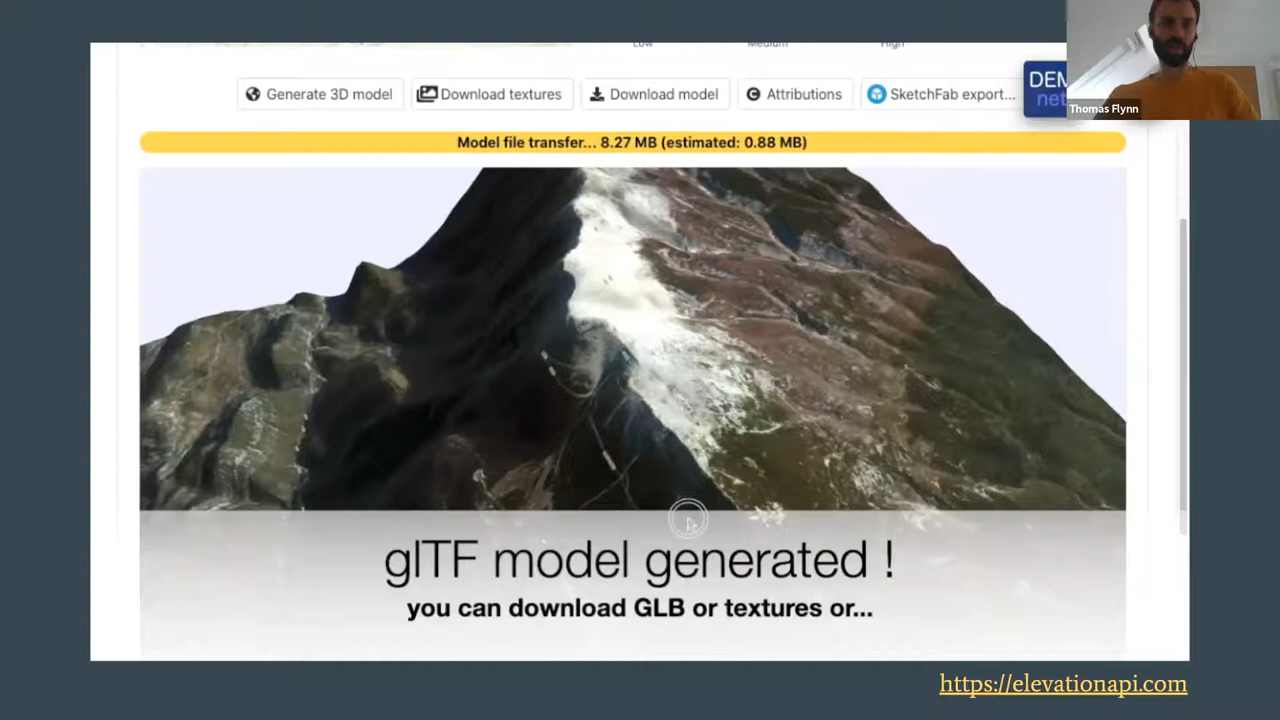 Low Medium High
Generate 3D model Download textures Download model Attributions SketchFab export...
DEM
net
Thomas Flynn
Model file transfer... 8.27 MB (estimated: 0.88 MB)
glTF model generated !
you can download GLB or textures or...
https://elevationapi.com